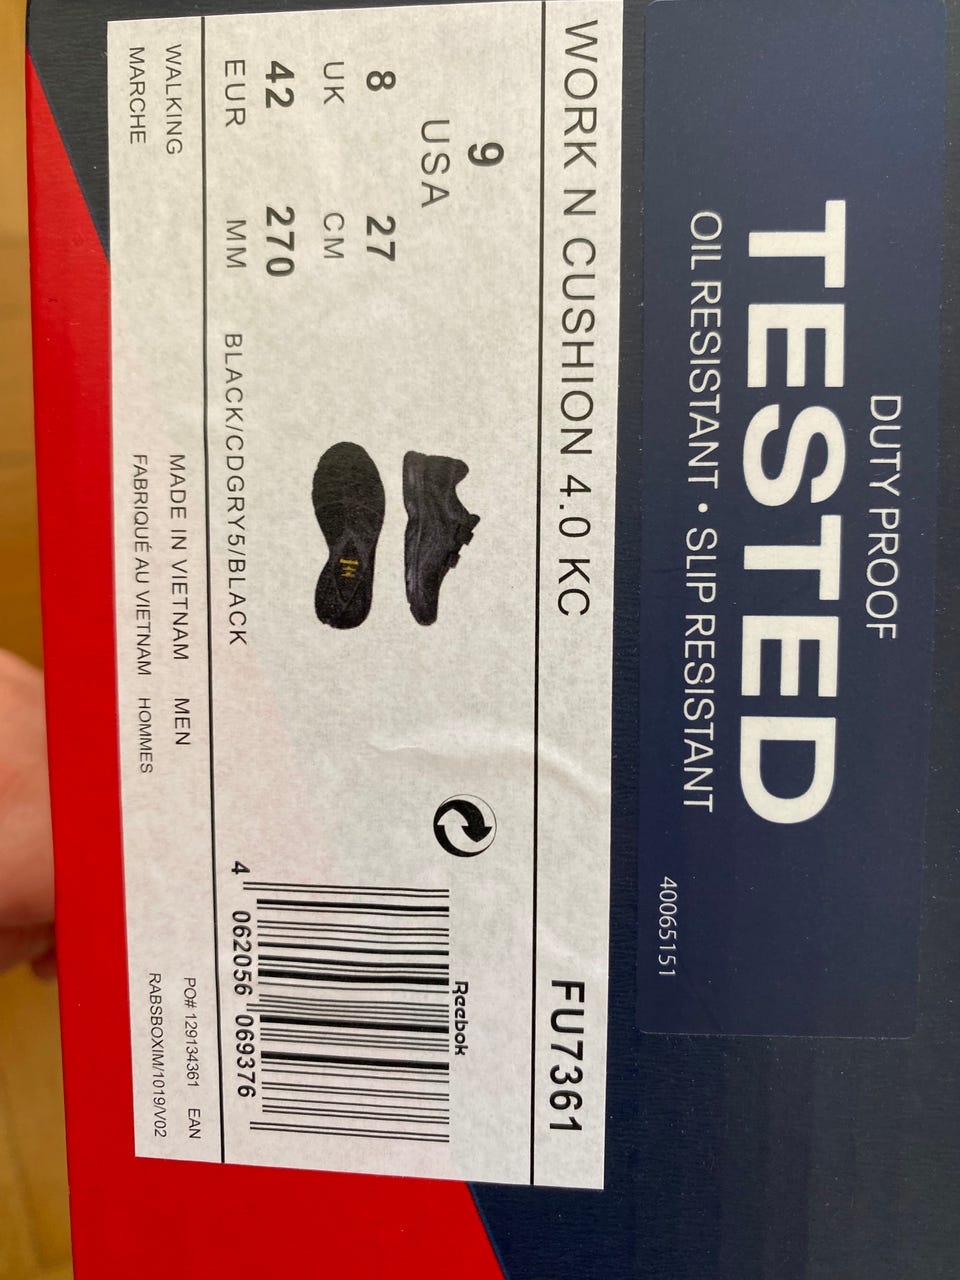 DUTY PROOF
TESTED
OIL RESISTANT • SLIP RESISTANT
40065151
WORK N CUSHION 4.0 KC
FU7361
9
USA
8
UK
27
CM
42
EUR
270
MM
BLACK/CDGRY5/BLACK
Reebok
4 062056 069376
WALKING
MARCHE
MADE IN VIETNAM
FABRIQUÉ AU VIETNAM
MEN
HOMMES
PO# 129134361 EAN
RABSBOXIM/1019/V02